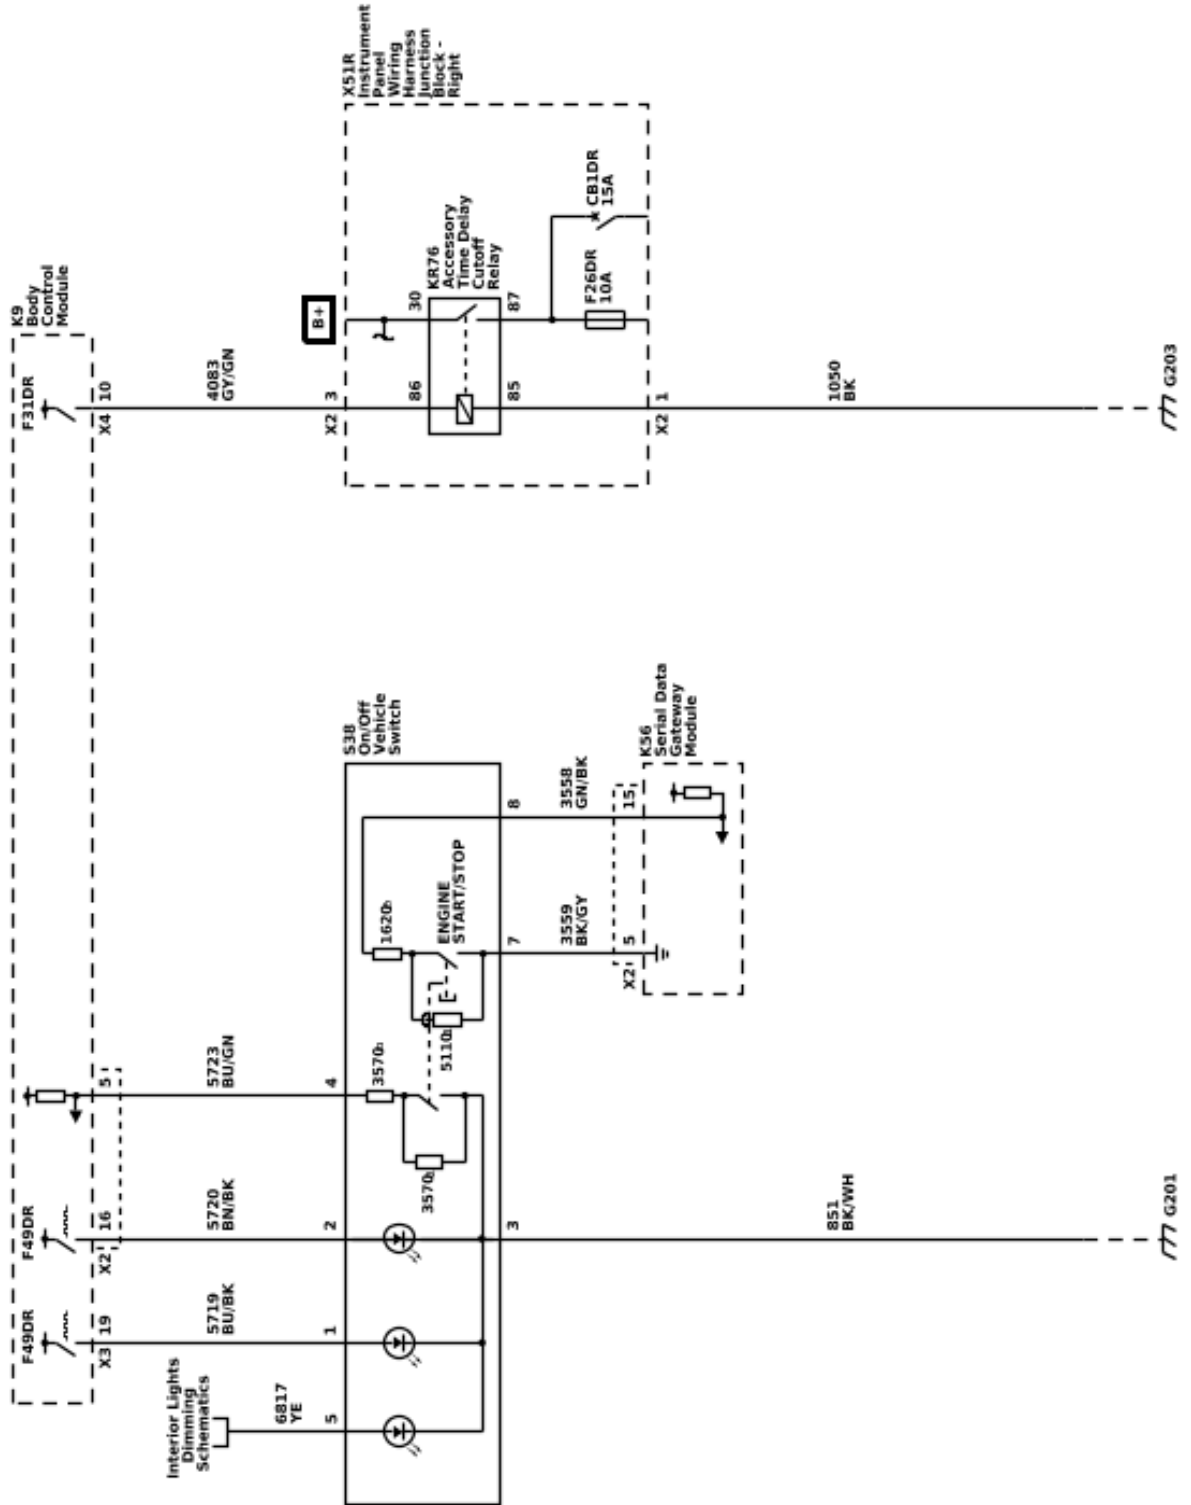 K9
Body
Control
Module
F31DR
X4 10
4083
GY/GN
X2 3
B+
X51R
Instrument
Panel
Wiring
Harness
Junction
Block -
Right
86
30
KR76
Accessory
Time Delay
Cutoff
Relay
85
87
F26DR
10A
CB1DR
15A
X2 1
1050
BK
G203
F49DR
X3 19
5719
BU/BK
1
F49DR
X2 16
5720
BN/BK
2
5
5723
BU/GN
4
Interior Lights
Dimming
Schematics
6817
YE
5
S38
On/Off
Vehicle
Switch
3570Ω
3570Ω
5110Ω
1620Ω
ENGINE
START/STOP
3
7
8
3559
BK/GY
3558
GN/BK
X2 5
15
K56
Serial Data
Gateway
Module
851
BK/WH
G201